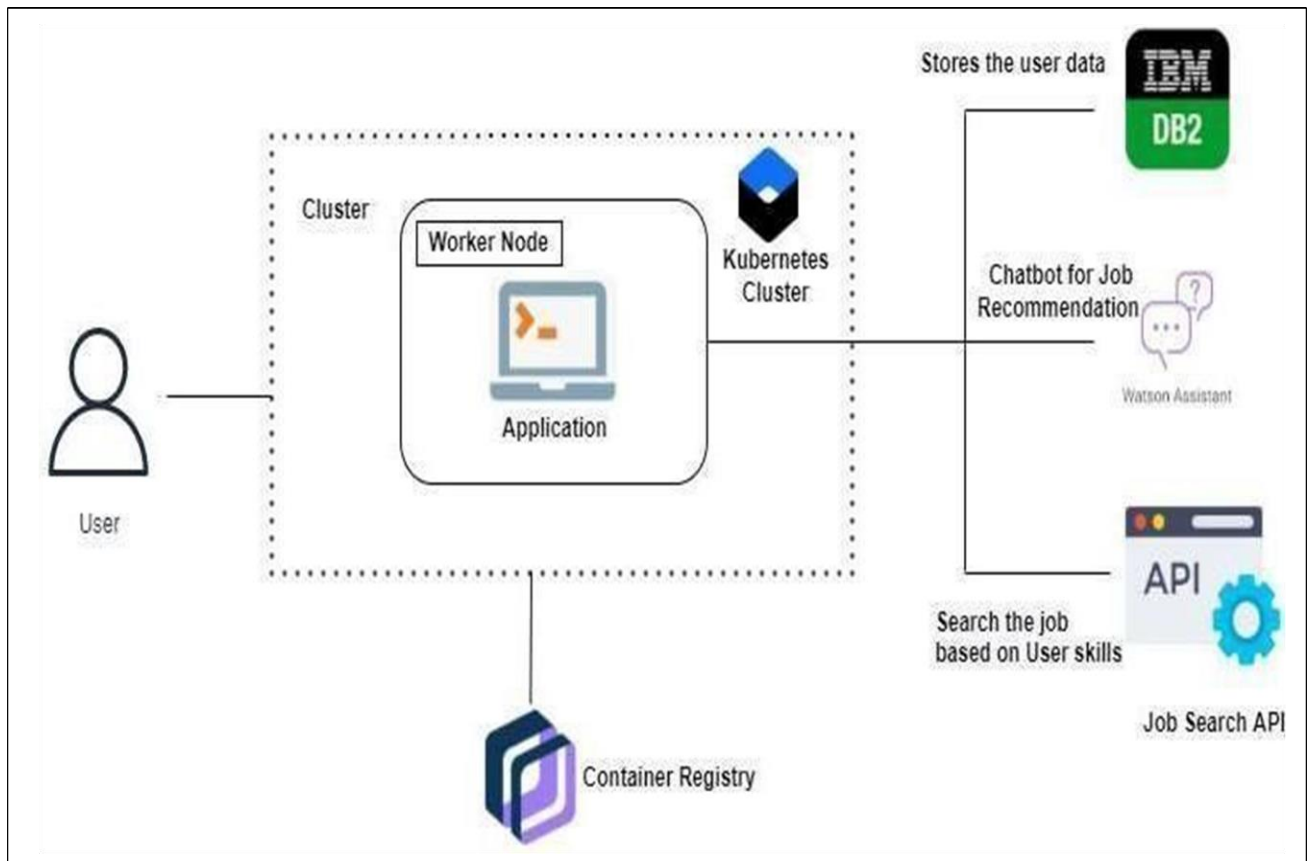 Stores the user data
IBM
DB2
Cluster
Worker Node
Kubernetes
Cluster
Application
Chatbot for Job
Recommendation
?
Watson Assistant
User
API
Search the job
based on User skills
Job Search API
Container Registry